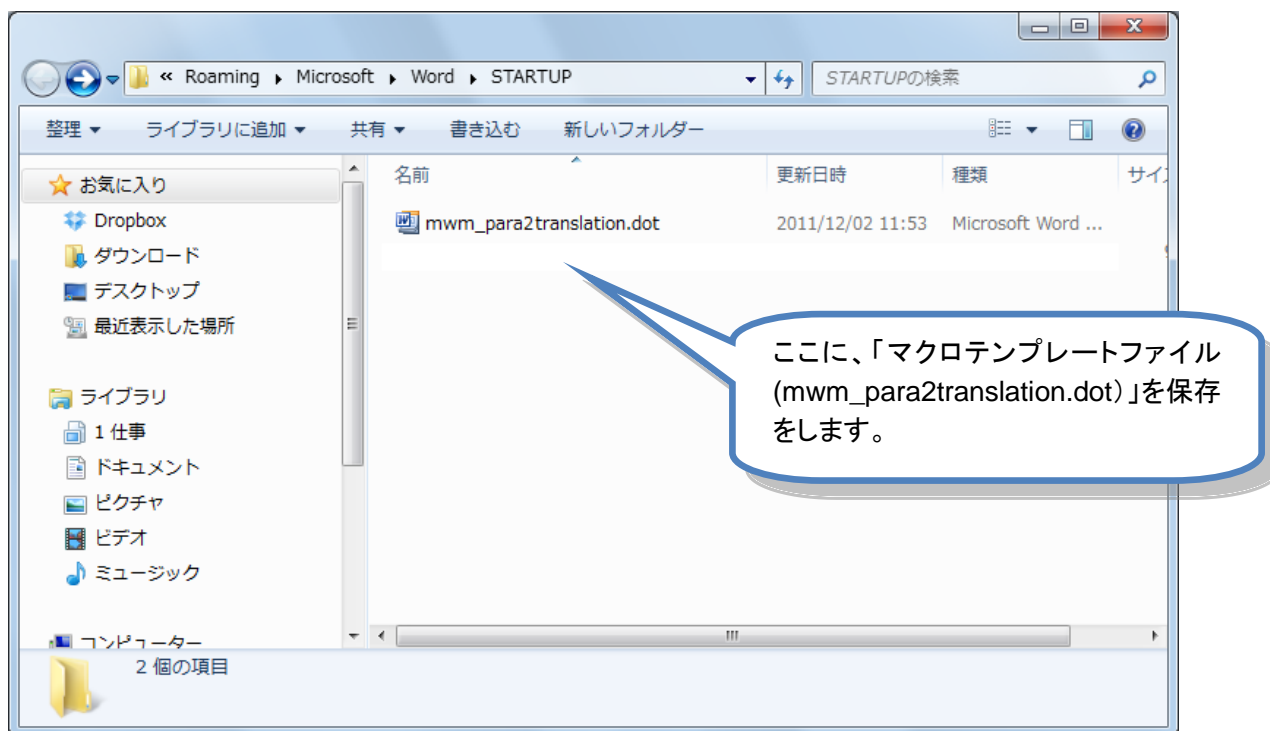 « Roaming ▸ Microsoft ▸ Word ▸ STARTUP
STARTUPの検索
整理 ライブラリに追加 共有 書き込む 新しいフォルダー
名前 更新日時 種類 サイ
お気に入り
Dropbox
ダウンロード
デスクトップ
最近表示した場所
ライブラリ
1 仕事
ドキュメント
ピクチャ
ビデオ
ミュージック
コンピューター
mwm_para2translation.dot 2011/12/02 11:53 Microsoft Word ...
ここに、「マクロテンプレートファイル
(mwm_para2translation.dot）」を保存
をします。
2 個の項目